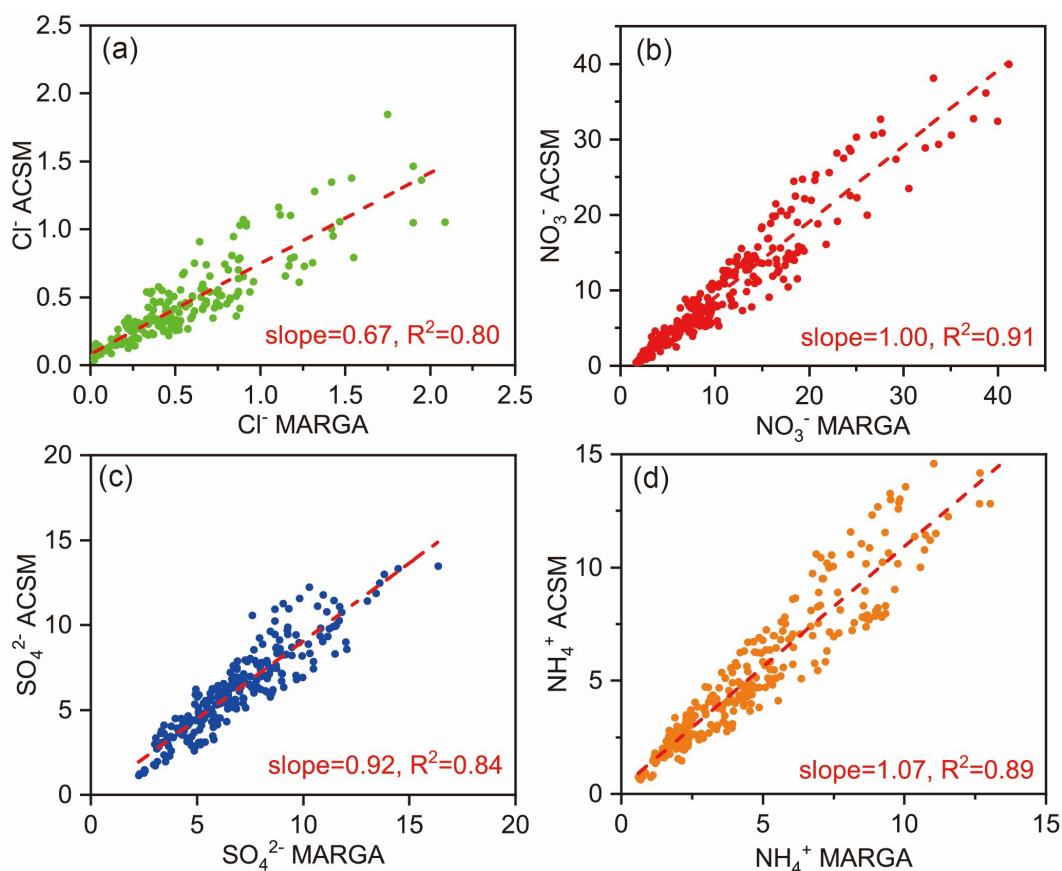 (a)
2.5
2.0
1.5
1.0
0.5
0.0
Cl⁻ ACSM
slope=0.67, R²=0.80
0.0 0.5 1.0 1.5 2.0 2.5
Cl⁻ MARGA
(b)
40
30
20
10
0
NO₃⁻ ACSM
slope=1.00, R²=0.91
0 10 20 30 40
NO₃⁻ MARGA
(c)
20
15
10
5
0
SO₄²⁻ ACSM
slope=0.92, R²=0.84
0 5 10 15 20
SO₄²⁻ MARGA
(d)
15
10
5
0
NH₄⁺ ACSM
slope=1.07, R²=0.89
0 5 10 15
NH₄⁺ MARGA